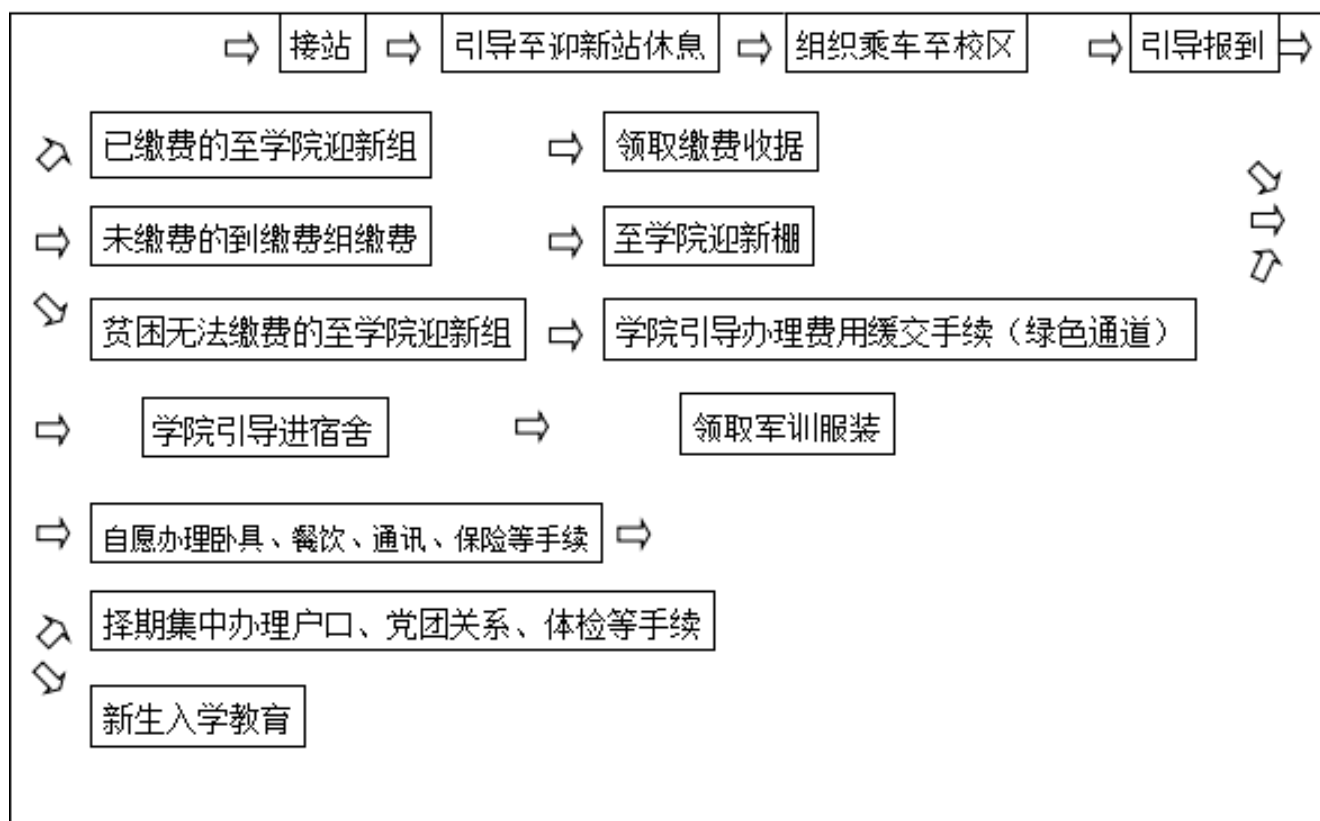 接站 引导至迎新站休息 组织乘车至校区 引导报到
已缴费的至学院迎新组 领取缴费收据
未缴费的到缴费组缴费 至学院迎新棚
贫困无法缴费的至学院迎新组 学院引导办理费用缓交手续（绿色通道）
学院引导进宿舍 领取军训服装
自愿办理卧具、餐饮、通讯、保险等手续
择期集中办理户口、党团关系、体检等手续
新生入学教育